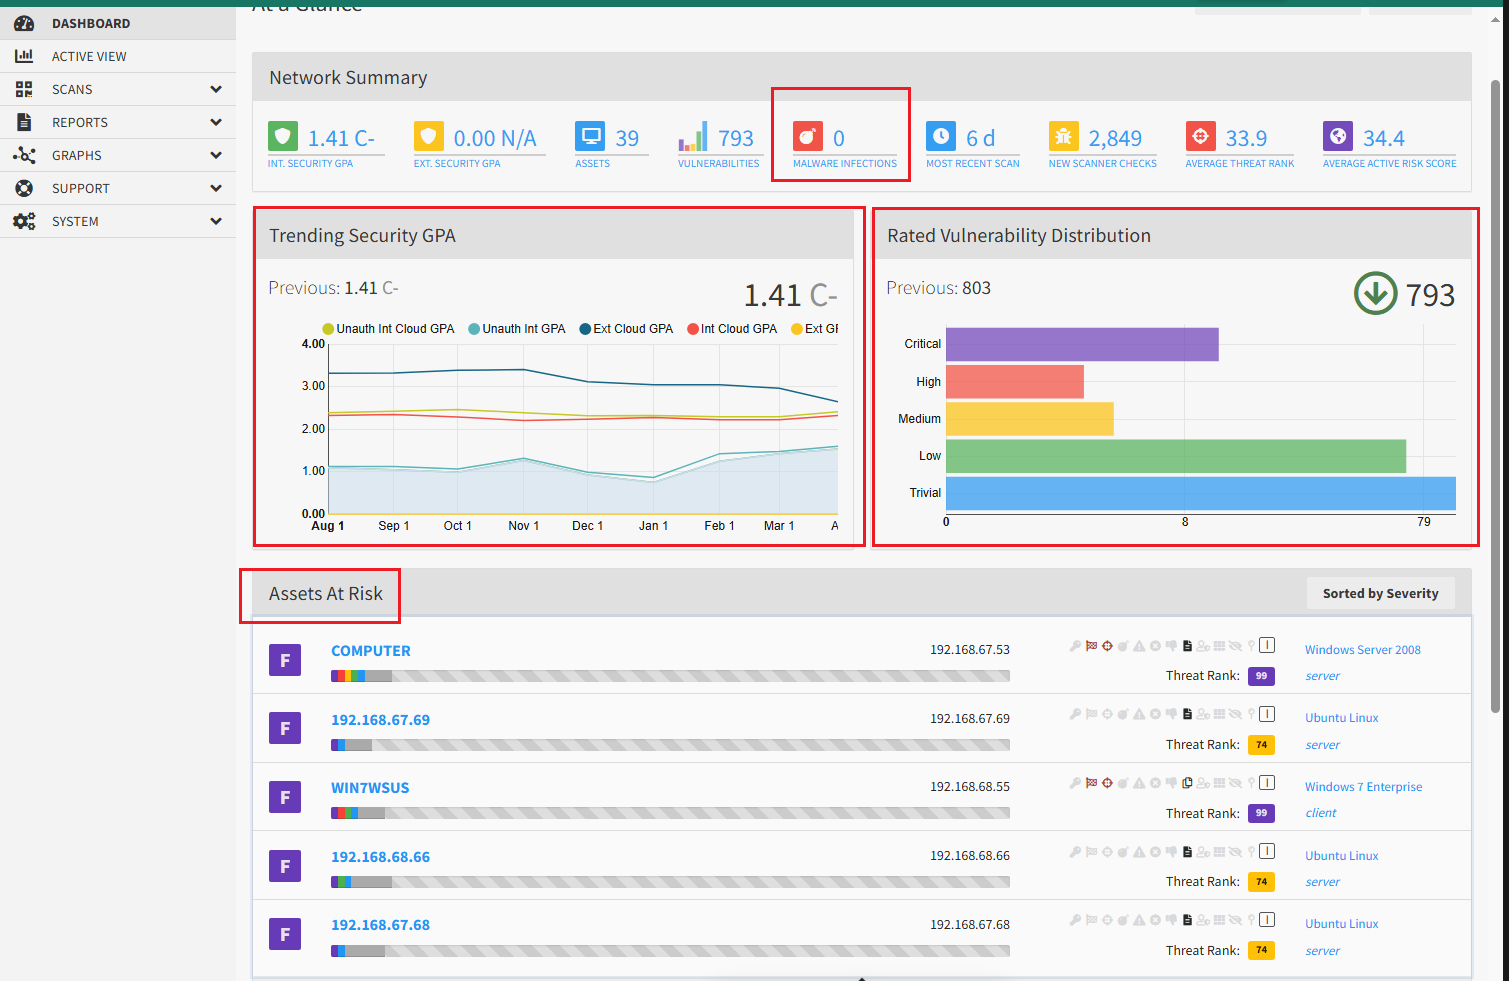 At a Glance
DASHBOARD
ACTIVE VIEW
SCANS
REPORTS
GRAPHS
SUPPORT
SYSTEM
Network Summary
1.41 C-
INT. SECURITY GPA
0.00 N/A
EXT. SECURITY GPA
39
ASSETS
793
VULNERABILITIES
0
MALWARE INFECTIONS
6 d
MOST RECENT SCAN
2,849
NEW SCANNER CHECKS
33.9
AVERAGE THREAT RANK
34.4
AVERAGE ACTIVE RISK SCORE
Trending Security GPA
Previous: 1.41 C-
1.41 C-
Unauth Int Cloud GPA Unauth Int GPA Ext Cloud GPA Int Cloud GPA Ext GP
4.00
3.00
2.00
1.00
0.00
Aug 1 Sep 1 Oct 1 Nov 1 Dec 1 Jan 1 Feb 1 Mar 1 A
Rated Vulnerability Distribution
Previous: 803
793
Critical
High
Medium
Low
Trivial
0 8 79
Assets At Risk
Sorted by Severity
F COMPUTER 192.168.67.53 I Windows Server 2008
Threat Rank: 99 server
F 192.168.67.69 192.168.67.69 I Ubuntu Linux
Threat Rank: 74 server
F WIN7WSUS 192.168.68.55 I Windows 7 Enterprise
Threat Rank: 99 client
F 192.168.68.66 192.168.68.66 I Ubuntu Linux
Threat Rank: 74 server
F 192.168.67.68 192.168.67.68 I Ubuntu Linux
Threat Rank: 74 server